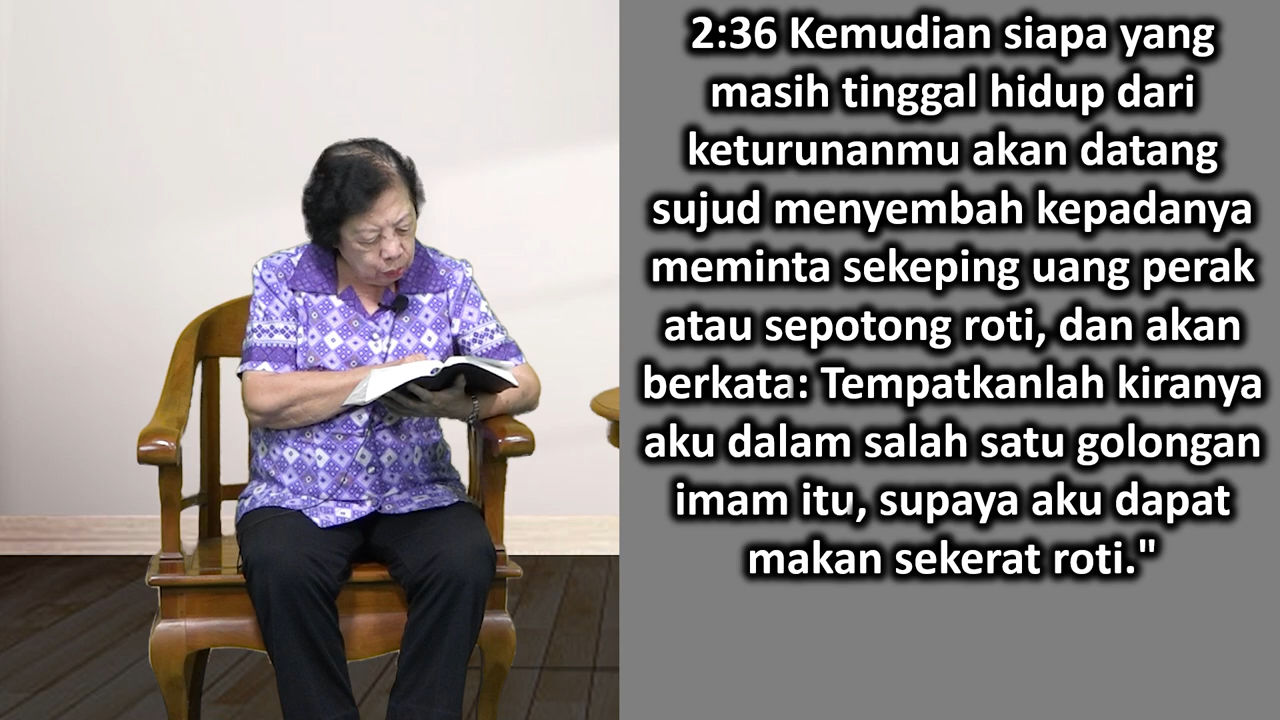 2:36 Kemudian siapa yang
masih tinggal hidup dari
keturunanmu akan datang
sujud menyembah kepadanya
meminta sekeping uang perak
atau sepotong roti, dan akan
berkata: Tempatkanlah kiranya
aku dalam salah satu golongan
imam itu, supaya aku dapat
makan sekerat roti."